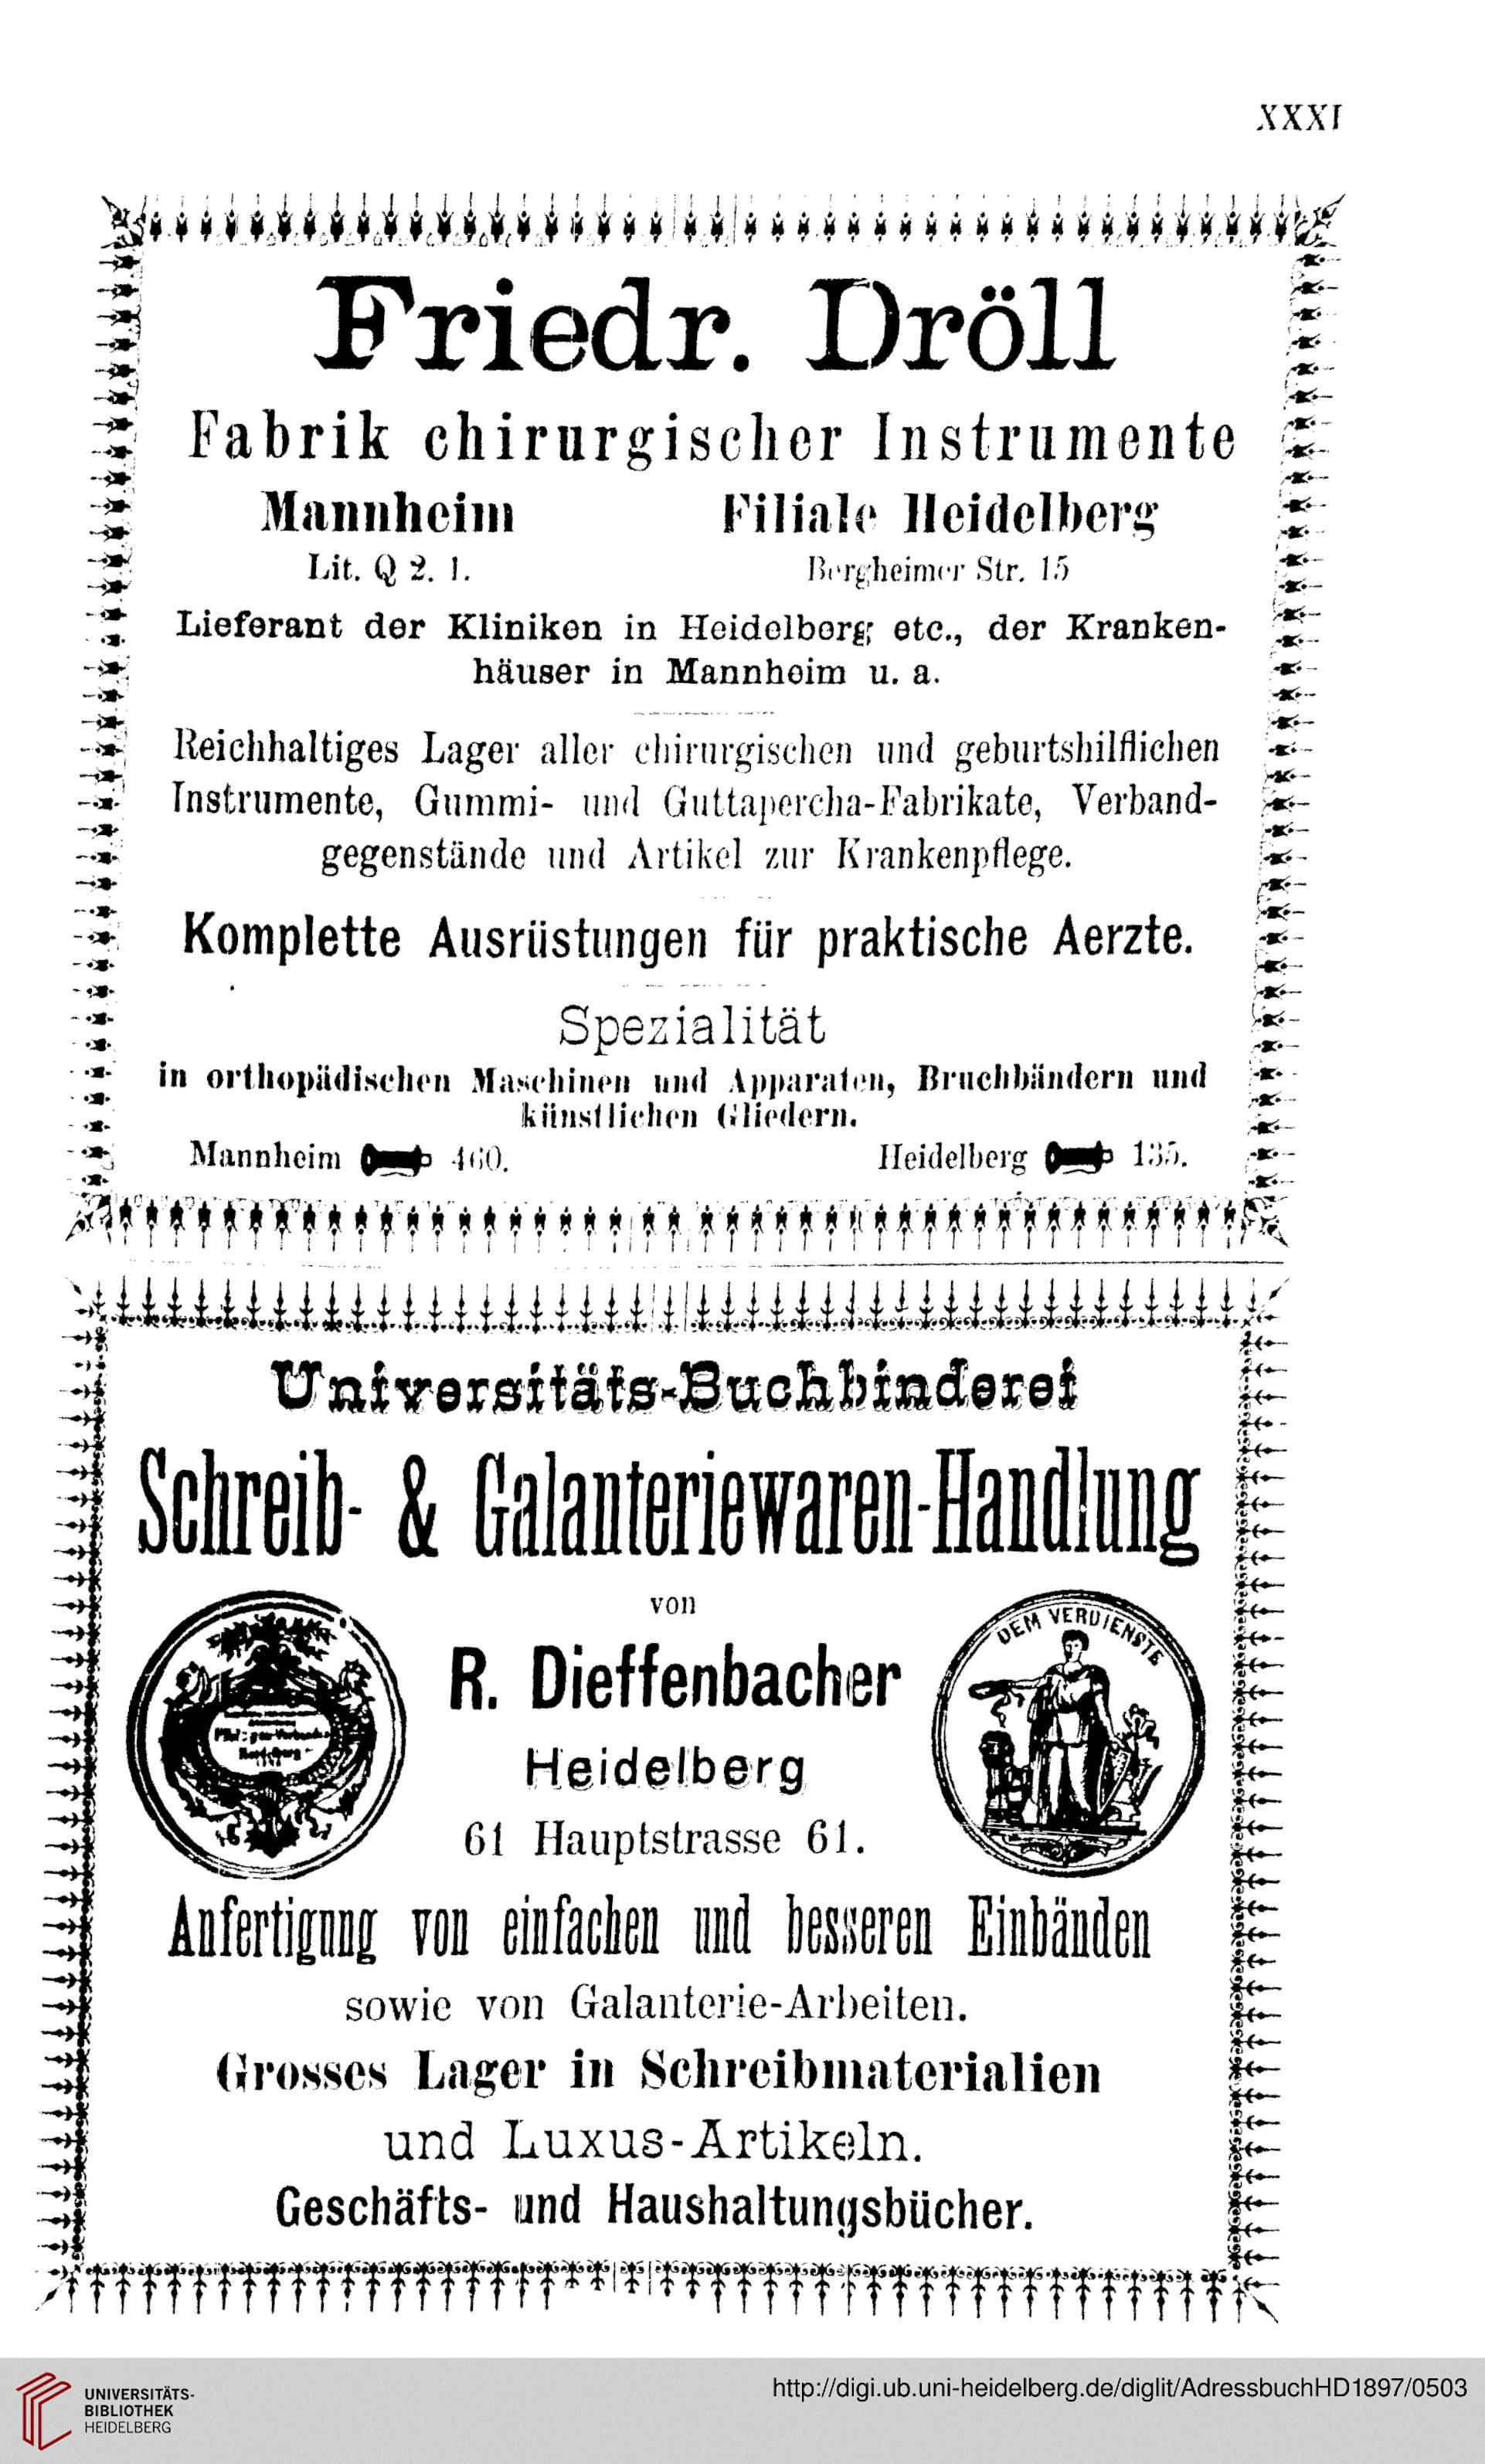 XXXI
Friedr. Dröll
Fabrik chirurgischer Instrumente
Mannheim Filiale Heidelberg
Lit. Q 2. 1. Bergheimer Str. 15
Lieferant der Kliniken in Heidelberg etc., der Kranken-
häuser in Mannheim u. a.
Reichhaltiges Lager aller chirurgischen und geburtshilflichen
Instrumente, Gummi- und Guttapercha-Fabrikate, Verband-
gegenstände und Artikel zur Krankenpflege.
Komplette Ausrüstungen für praktische Aerzte.
Spezialität
in orthopädischen Maschinen und Apparaten, Bruchbändern und
künstlichen Gliedern.
Mannheim 460. Heidelberg 135.
Universitäts-Buchbinderei
Schreib- & Galanteriewaren-Handlung
von
DEM VERDIENSTE
R. Dieffenbacher
Heidelberg
61 Hauptstrasse 61.
Anfertigung von einfachen und besseren Einbänden
sowie von Galanterie-Arbeiten.
Grosses Lager in Schreibmaterialien
und Luxus-Artikeln.
Geschäfts- und Haushaltungsbücher.
UNIVERSITÄTS-
BIBLIOTHEK
HEIDELBERG
http://digi.ub.uni-heidelberg.de/diglit/AdressbuchHD1897/0503